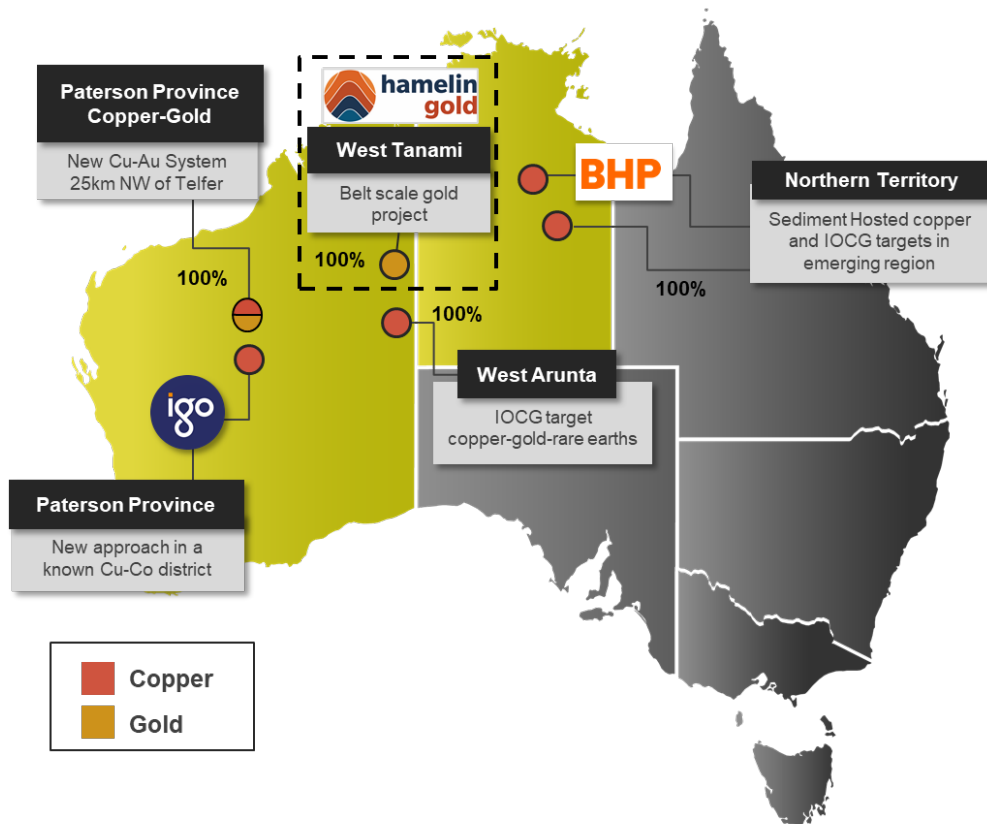 Paterson Province
Copper-Gold
New Cu-Au System
25km NW of Telfer
100%
hamelin
gold
West Tanami
Belt scale gold
project
100%
BHP
Northern Territory
Sediment Hosted copper
and IOCG targets in
emerging region
100%
100%
West Arunta
IOCG target
copper-gold-rare earths
igo
Paterson Province
New approach in a
known Cu-Co district
Copper
Gold